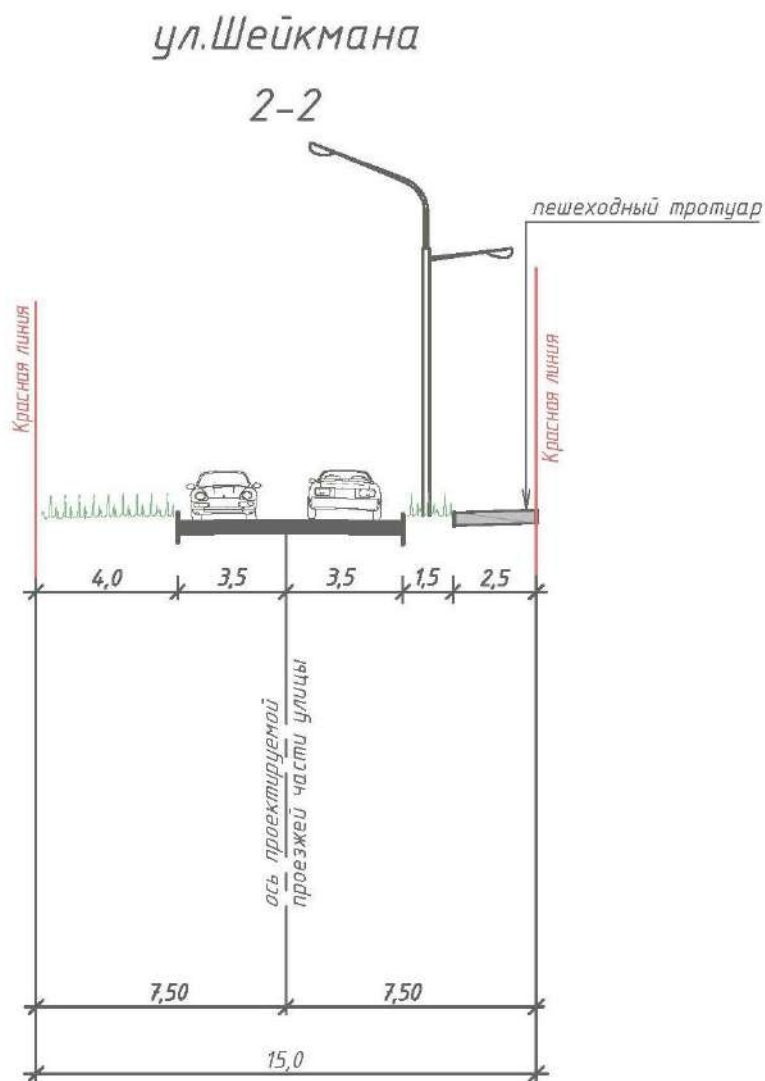 ул.Шейкмана
2-2
пешеходный тротуар
Красная линия
Красная линия
4,0
3,5
3,5
1,5
2,5
ось проектируемой
проезжей части улицы
7,50
7,50
15,0